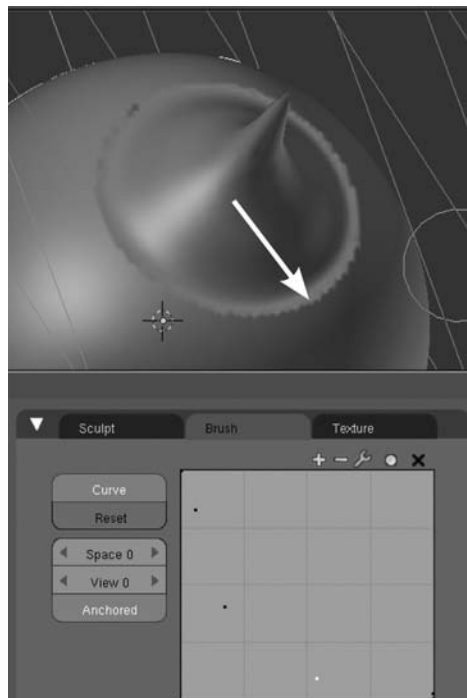 Sculpt
Brush
Texture
Curve
Reset
Space 0
View 0
Anchored